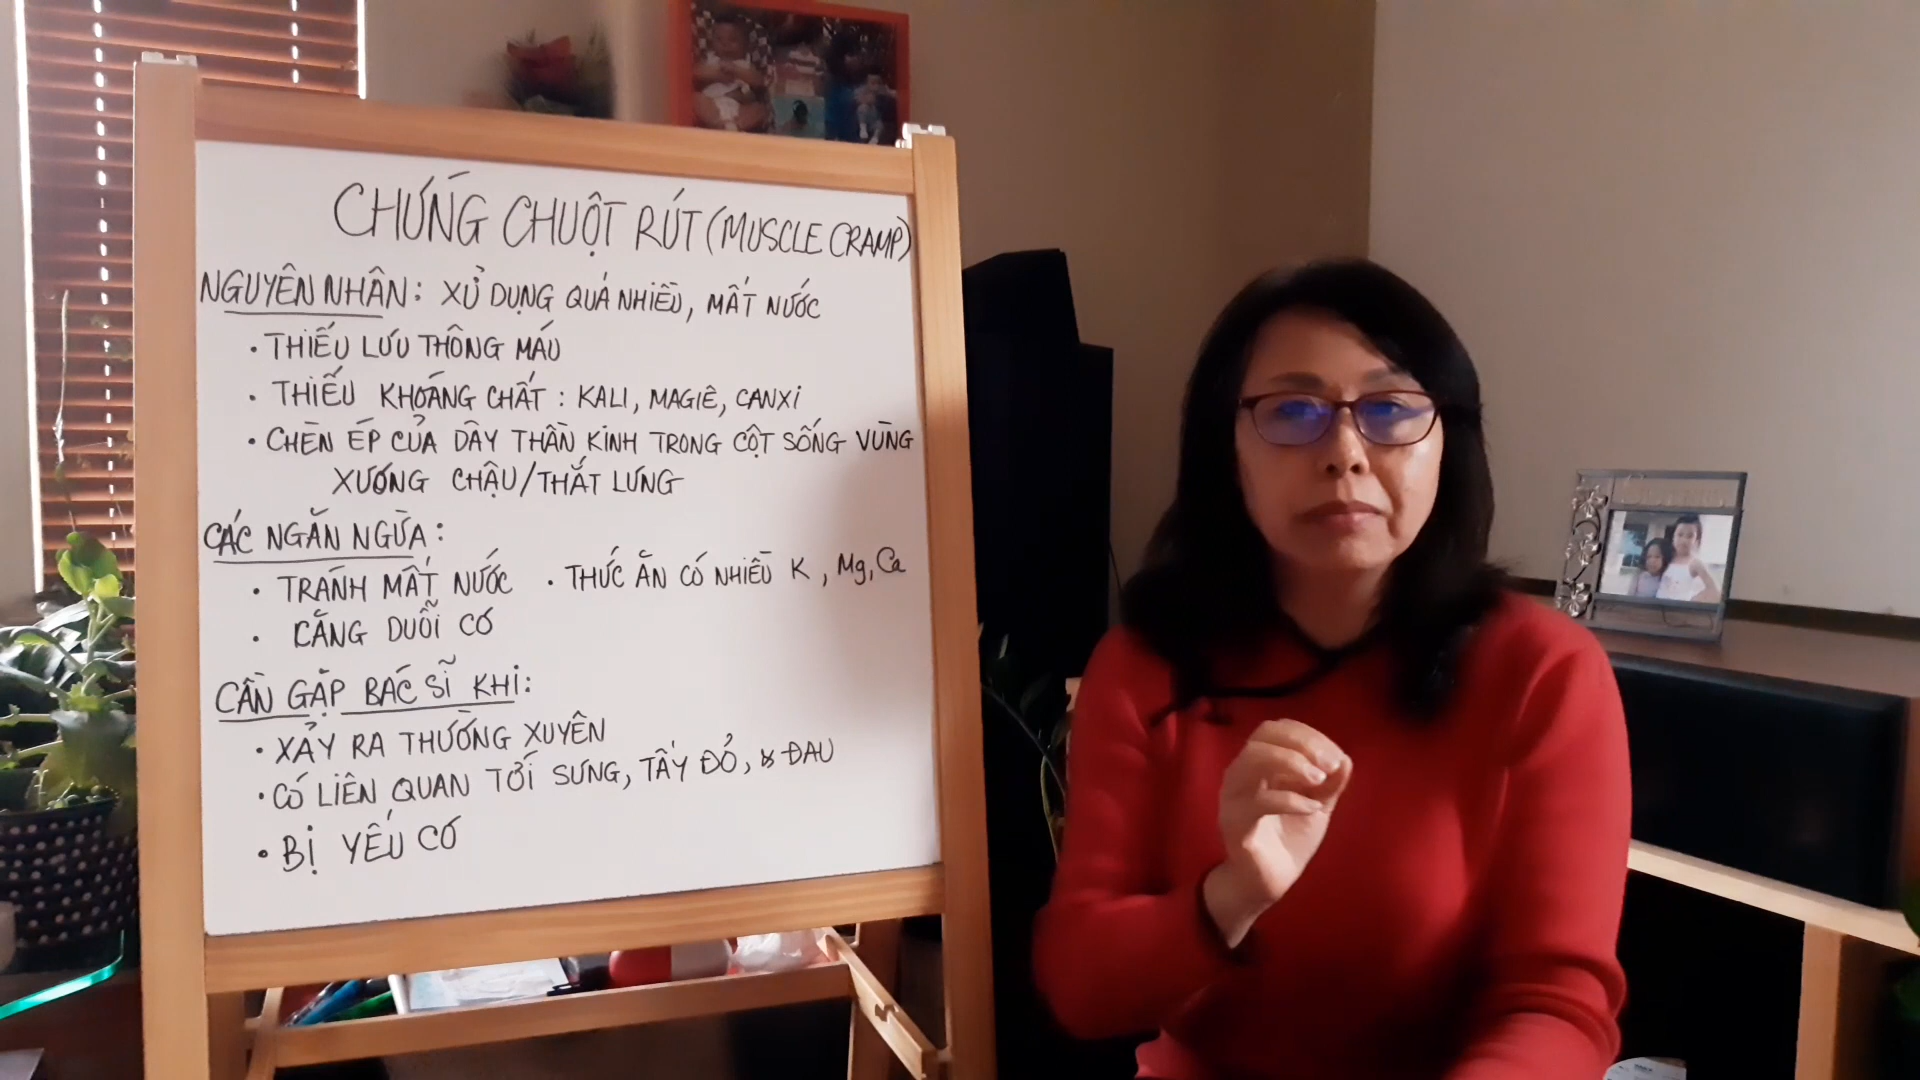 CHỨNG CHUỘT RÚT (MUSCLE CRAMP)
NGUYÊN NHÂN: XỬ DỤNG QUÁ NHIỀU, MẤT NƯỚC
• THIẾU LƯU THÔNG MÁU
• THIẾU KHOÁNG CHẤT: KALI, MAGIÊ, CANXI
• CHÈN ÉP CỦA DÂY THẦN KINH TRONG CỘT SỐNG VÙNG
XƯƠNG CHẬU/THẮT LƯNG
CÁC NGĂN NGỪA:
• TRÁNH MẤT NƯỚC • THỨC ĂN CÓ NHIỀU K, Mg, Ca
• CĂNG DUỖI CƠ
CẦN GẶP BÁC SĨ KHI:
• XẢY RA THƯỜNG XUYÊN
• CÓ LIÊN QUAN TỚI SƯNG, TẤY ĐỎ, & ĐAU
• BỊ YẾU CƠ